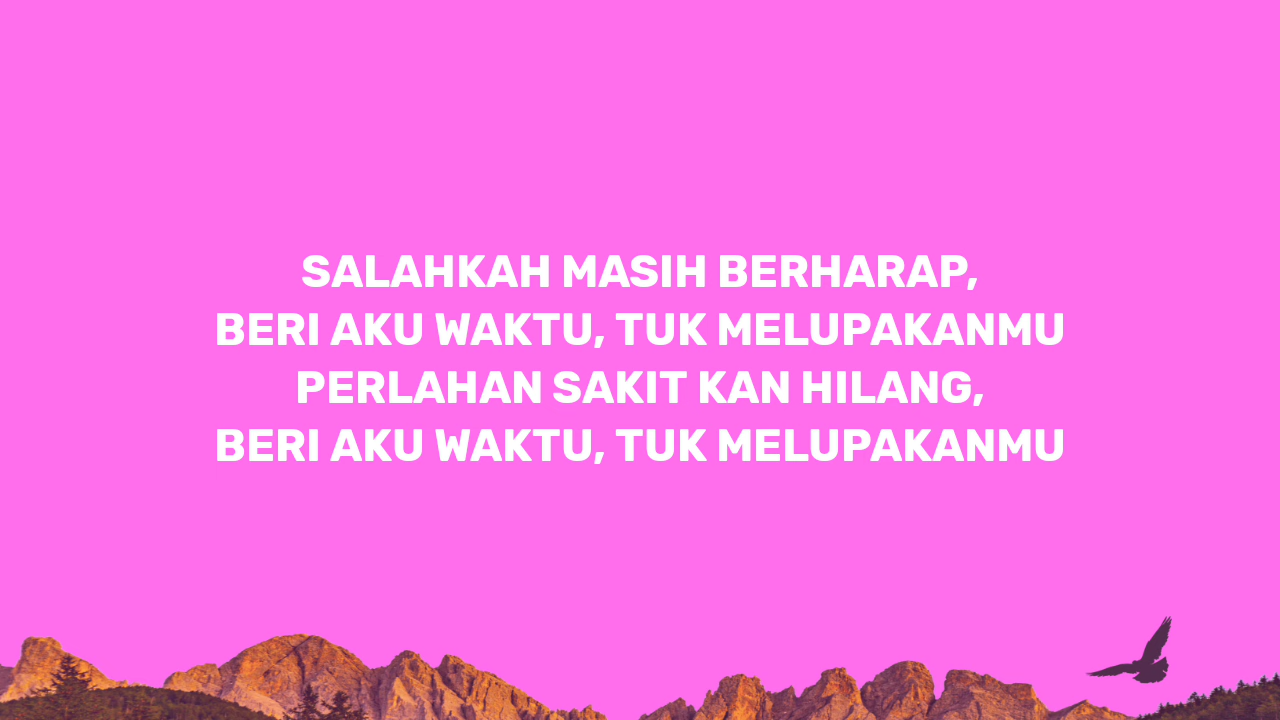 SALAHKAH MASIH BERHARAP,
BERI AKU WAKTU, TUK MELUPAKANMU
PERLAHAN SAKIT KAN HILANG,
BERI AKU WAKTU, TUK MELUPAKANMU